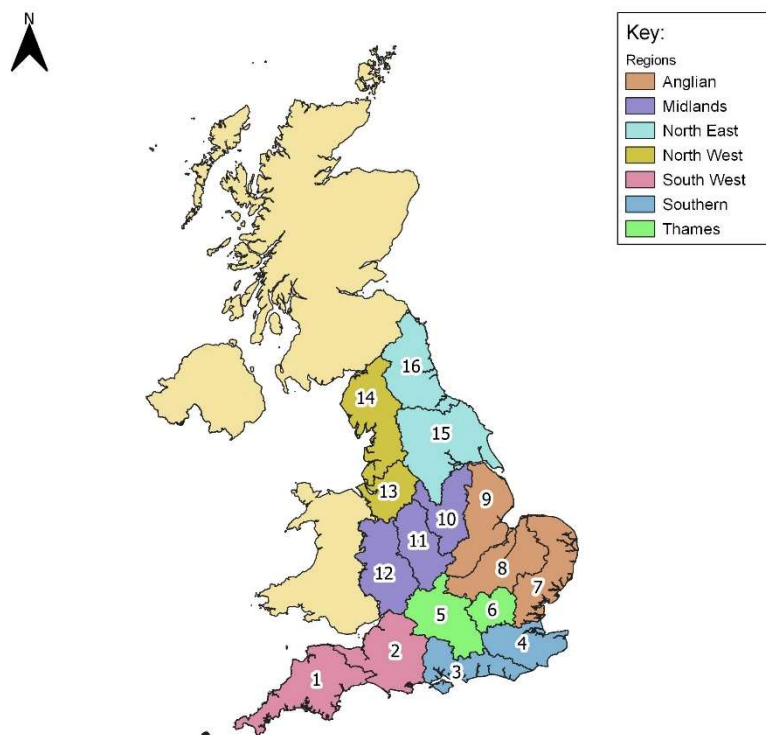 N
Key:
Regions
Anglian
Midlands
North East
North West
South West
Southern
Thames
16
14
15
13
9
10
11
8
12
7
5
6
4
2
3
1